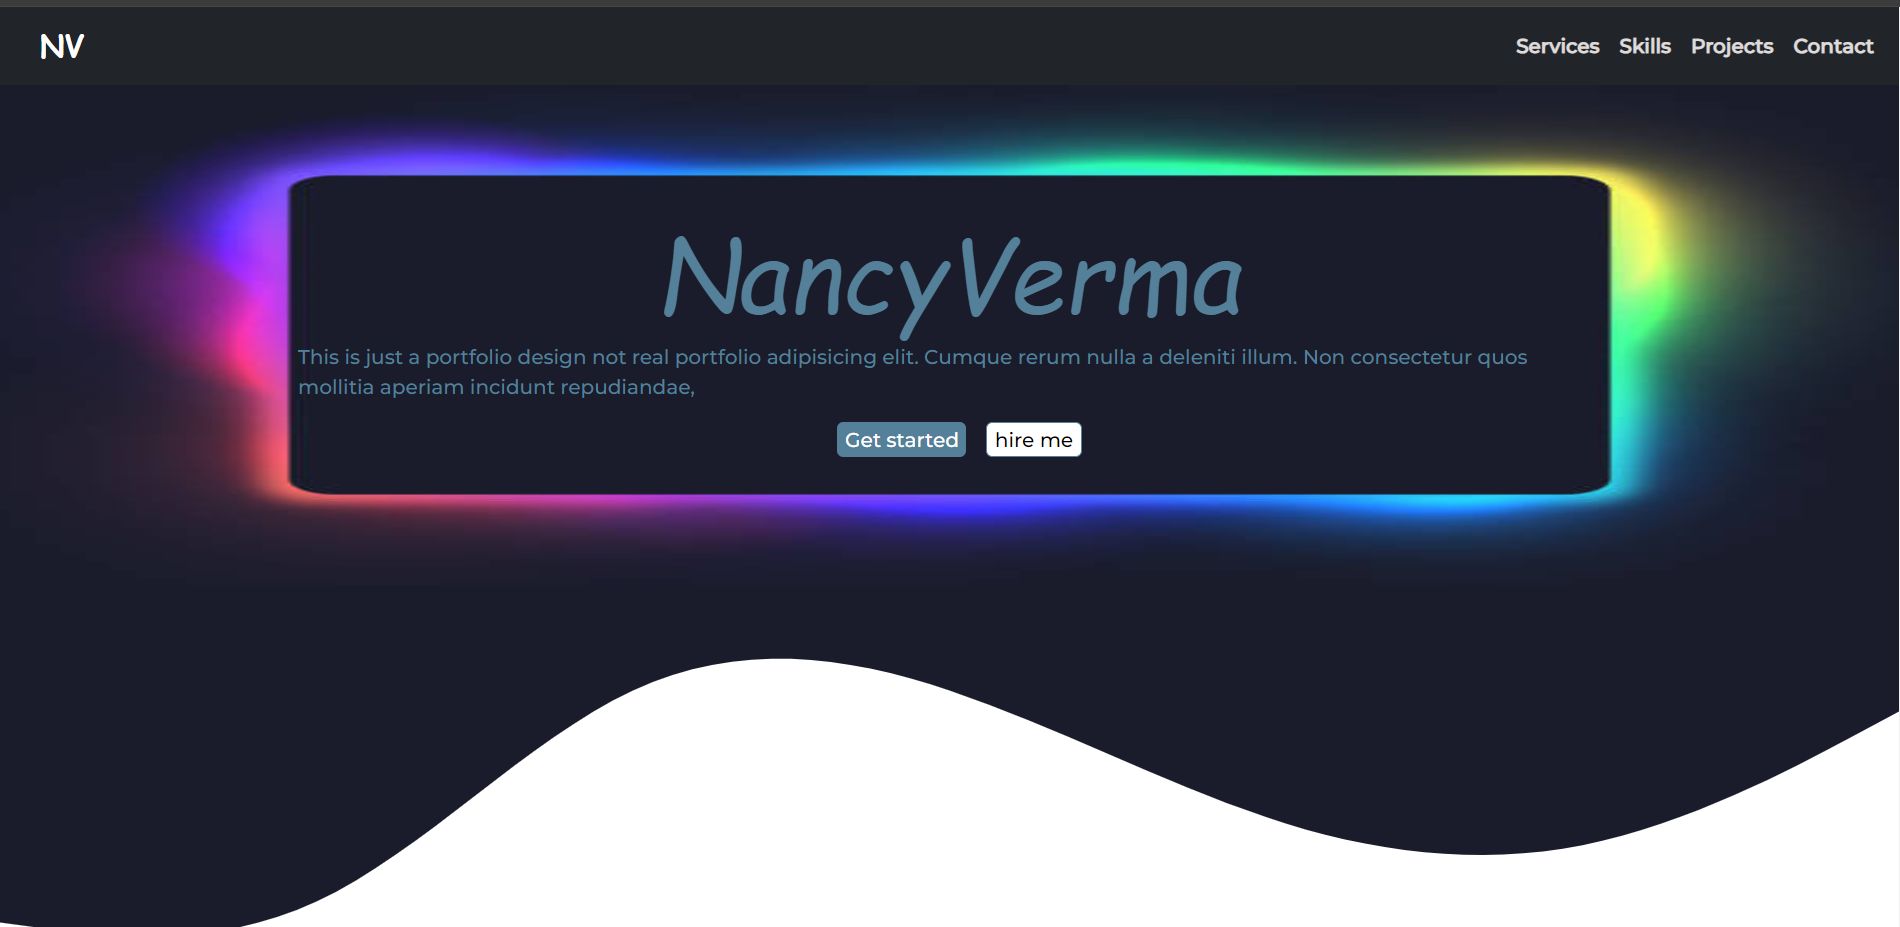 NV
Services Skills Projects Contact
NancyVerma
This is just a portfolio design not real portfolio adipisicing elit. Cumque rerum nulla a deleniti illum. Non consectetur quos
mollitia aperiam incidunt repudiandae,
Get started hire me